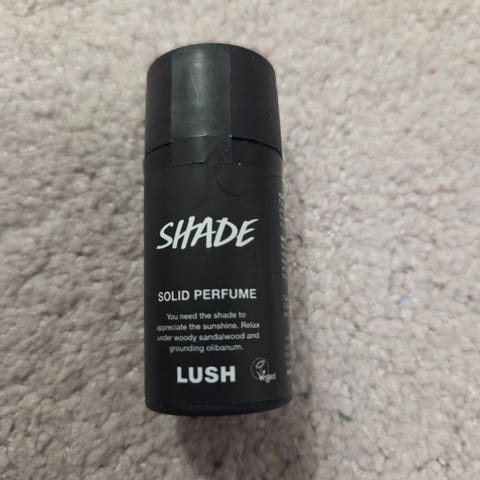 SHADE
SOLID PERFUME
You need the shade to
appreciate the sunshine. Relax
under woody sandalwood and
grounding olibanum.
LUSH
Vegan